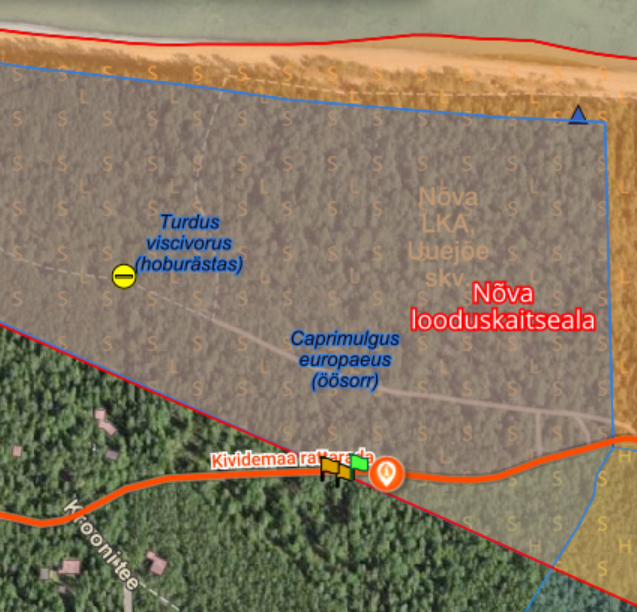 Turdus
viscivorus
(hoburästas)
Nõva
LKA,
Uuejõe
skv.
Nõva
looduskaitseala
Caprimulgus
europaeus
(öösorr)
Kividemaa rattarada
Krooni tee